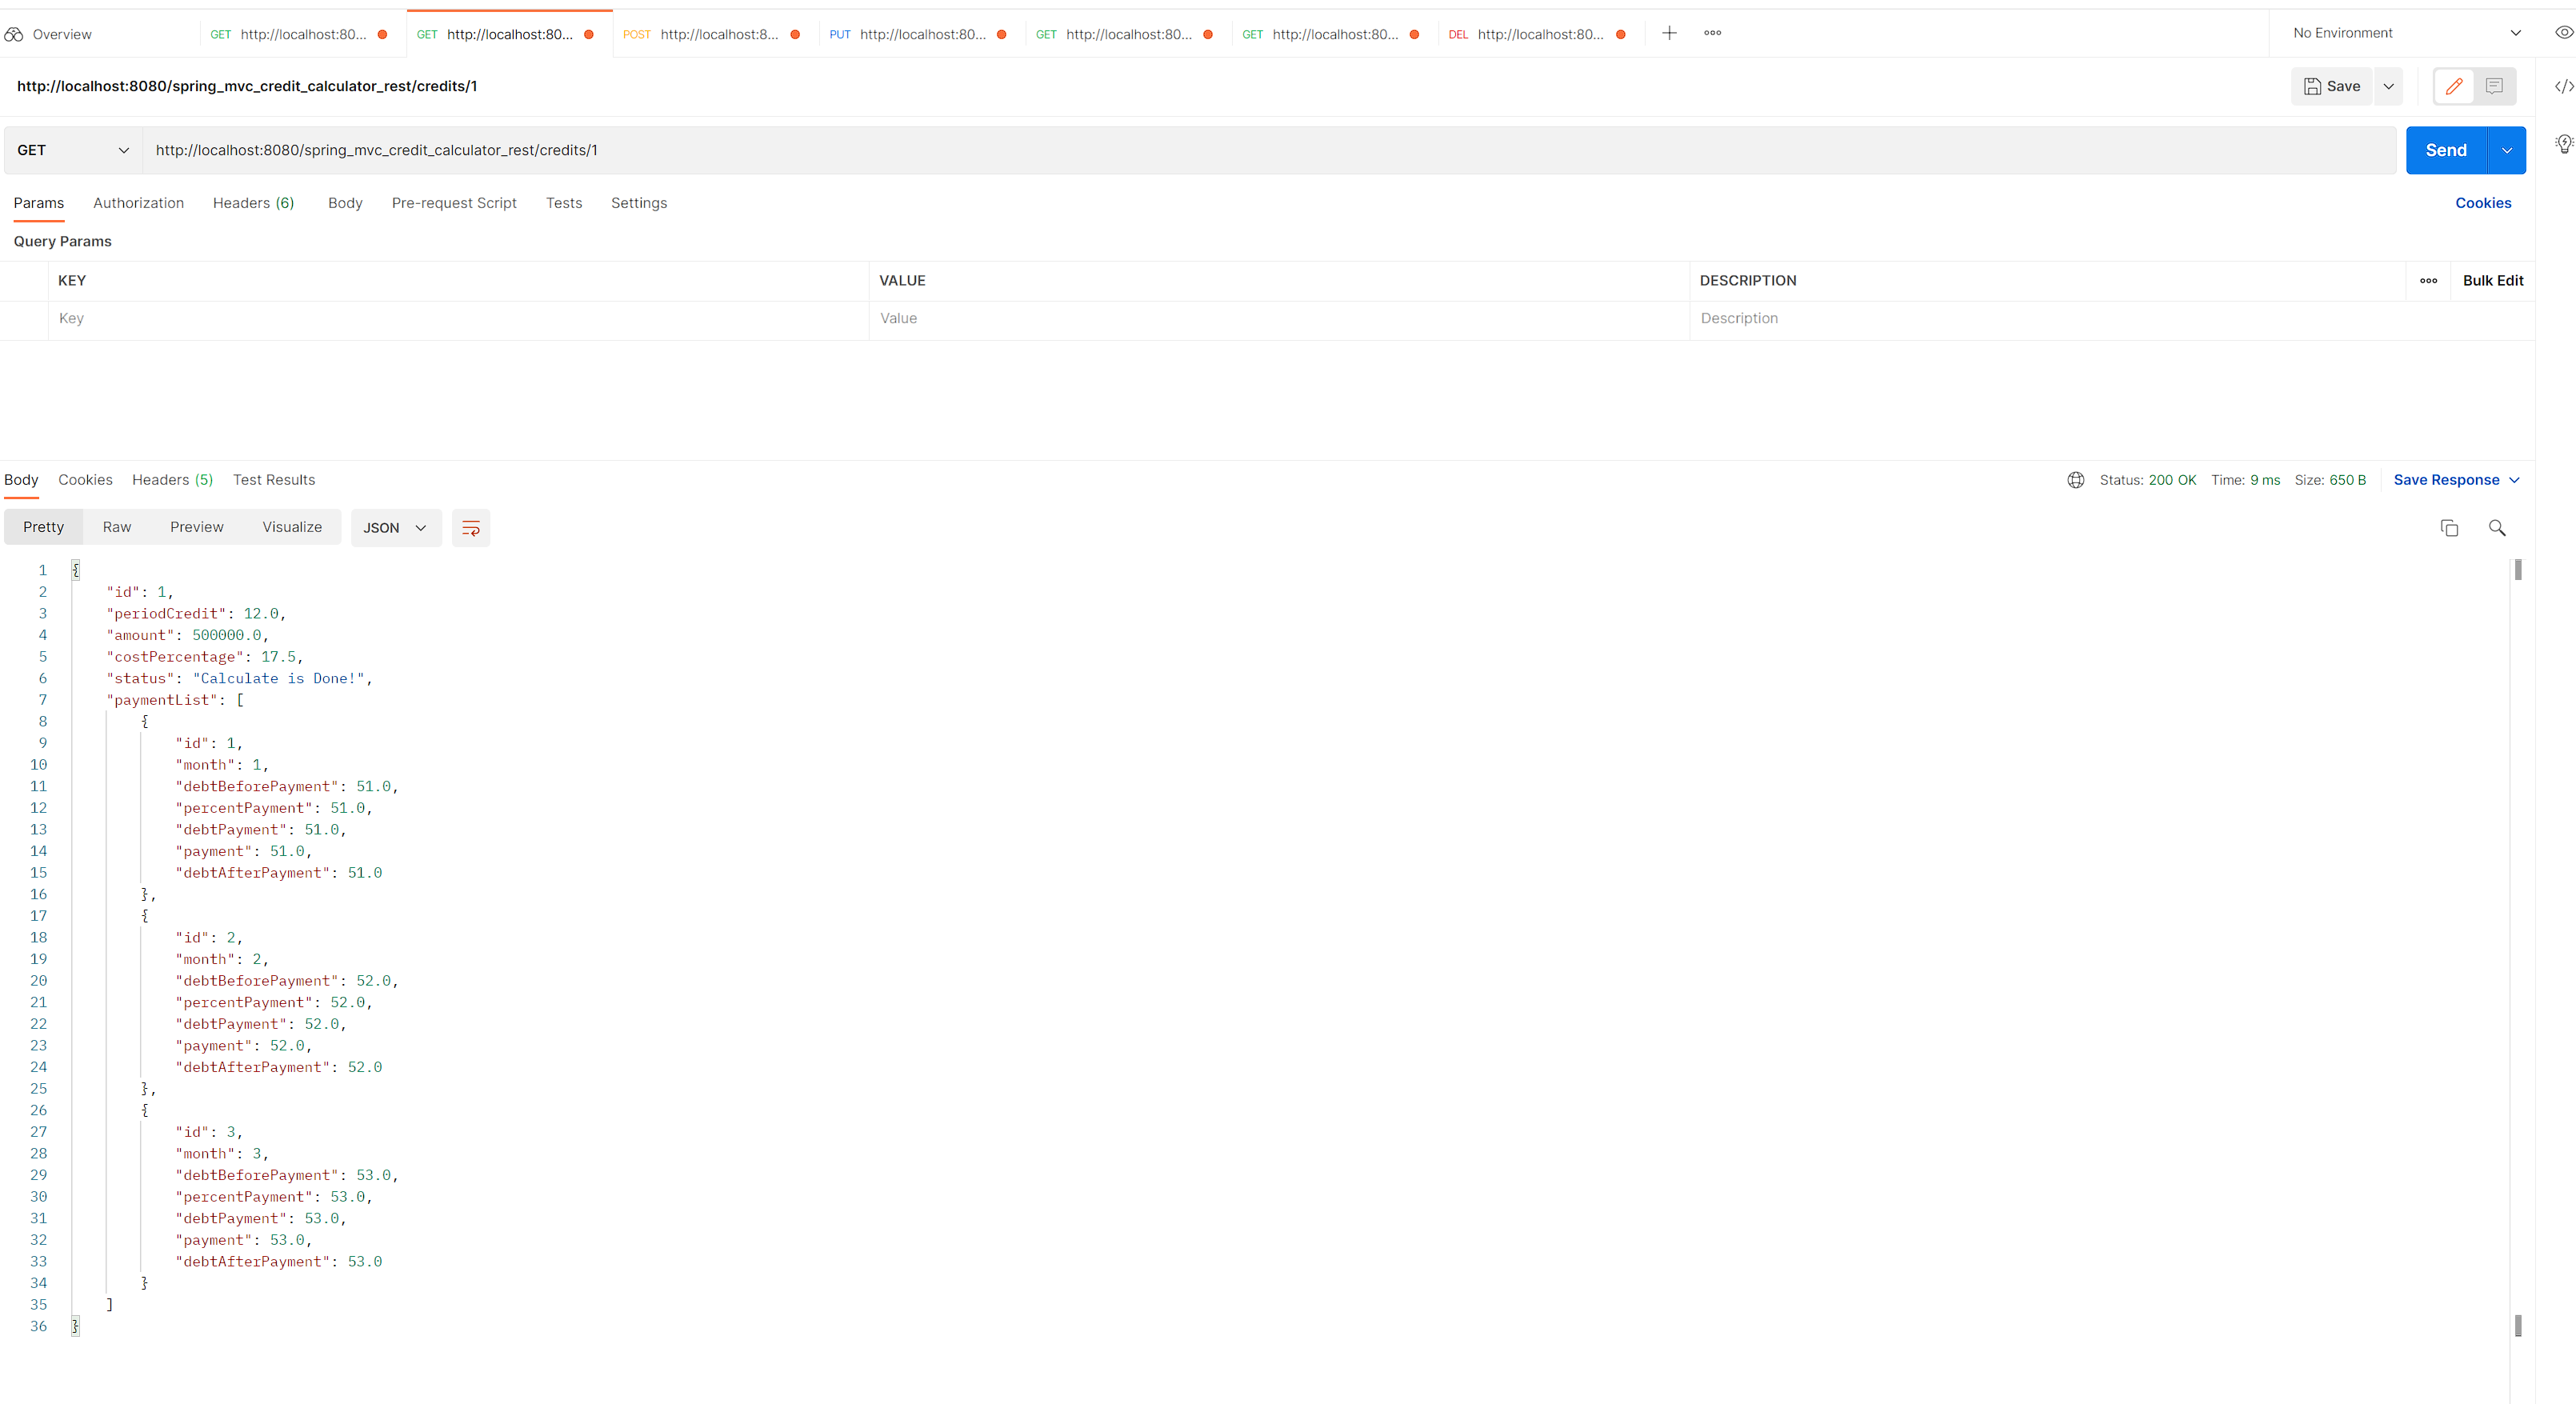 Overview GET http://localhost:80... GET http://localhost:80... POST http://localhost:8... PUT http://localhost:80... GET http://localhost:80... GET http://localhost:80... DEL http://localhost:80... No Environment
http://localhost:8080/spring_mvc_credit_calculator_rest/credits/1 Save
GET http://localhost:8080/spring_mvc_credit_calculator_rest/credits/1 Send
Params Authorization Headers (6) Body Pre-request Script Tests Settings Cookies
Query Params
KEY VALUE DESCRIPTION Bulk Edit
Key Value Description
Body Cookies Headers (5) Test Results Status: 200 OK Time: 9 ms Size: 650 B Save Response
Pretty Raw Preview Visualize JSON
1 {
2 "id": 1,
3 "periodCredit": 12.0,
4 "amount": 500000.0,
5 "costPercentage": 17.5,
6 "status": "Calculate is Done!",
7 "paymentList": [
8 {
9 "id": 1,
10 "month": 1,
11 "debtBeforePayment": 51.0,
12 "percentPayment": 51.0,
13 "debtPayment": 51.0,
14 "payment": 51.0,
15 "debtAfterPayment": 51.0
16 },
17 {
18 "id": 2,
19 "month": 2,
20 "debtBeforePayment": 52.0,
21 "percentPayment": 52.0,
22 "debtPayment": 52.0,
23 "payment": 52.0,
24 "debtAfterPayment": 52.0
25 },
26 {
27 "id": 3,
28 "month": 3,
29 "debtBeforePayment": 53.0,
30 "percentPayment": 53.0,
31 "debtPayment": 53.0,
32 "payment": 53.0,
33 "debtAfterPayment": 53.0
34 }
35 ]
36 }